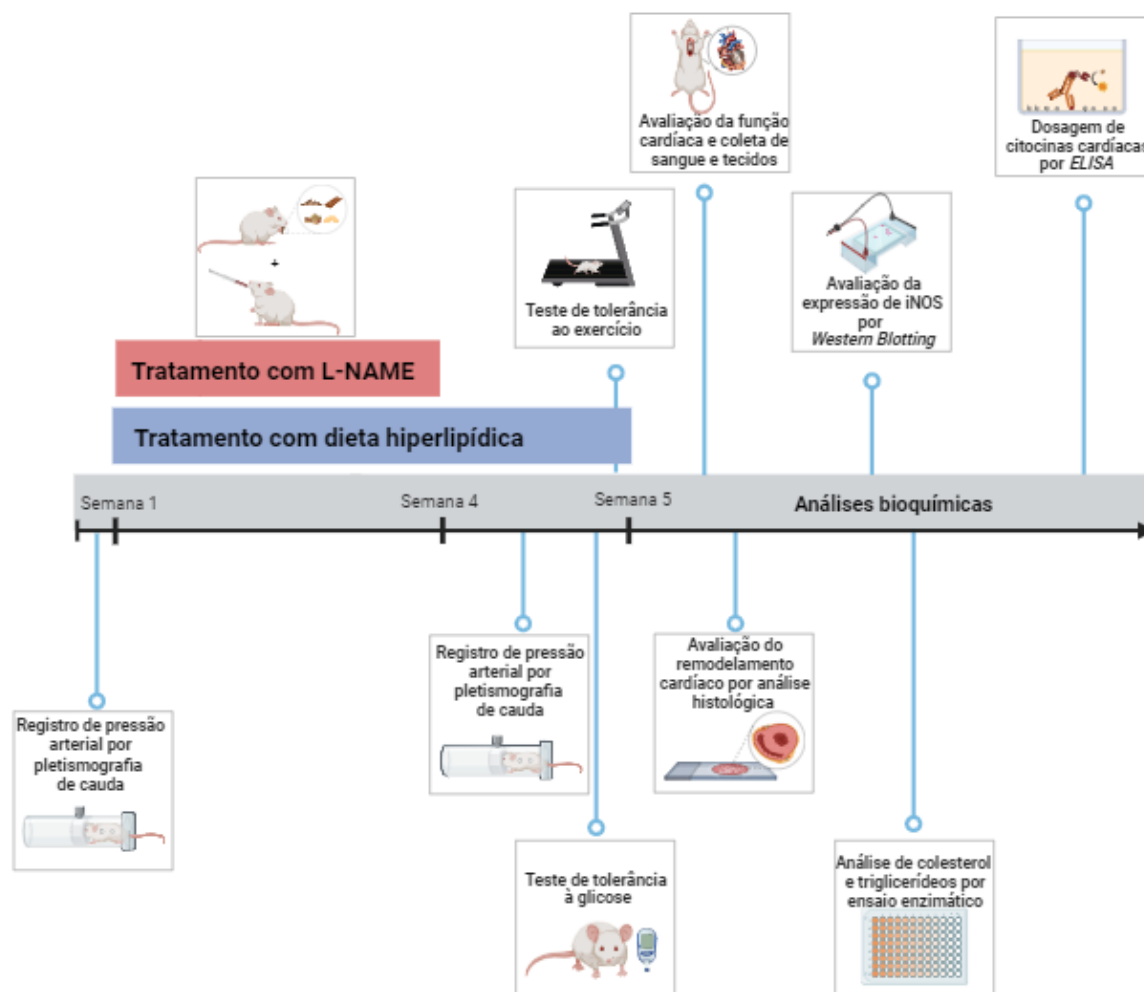 Avaliação da função
cardíaca e coleta de
sangue e tecidos
Dosagem de
citocinas cardíacas
por ELISA
+
Teste de tolerância
ao exercício
Avaliação da
expressão de iNOS
por
Western Blotting
Tratamento com L-NAME
Tratamento com dieta hiperlipídica
Semana 1
Semana 4
Semana 5
Análises bioquímicas
Registro de pressão
arterial por
pletismografia
de cauda
Registro de pressão
arterial por
pletismografia
de cauda
Avaliação do
remodelamento
cardíaco por análise
histológica
Teste de tolerância
à glicose
Análise de colesterol
e triglicerídeos por
ensaio enzimático